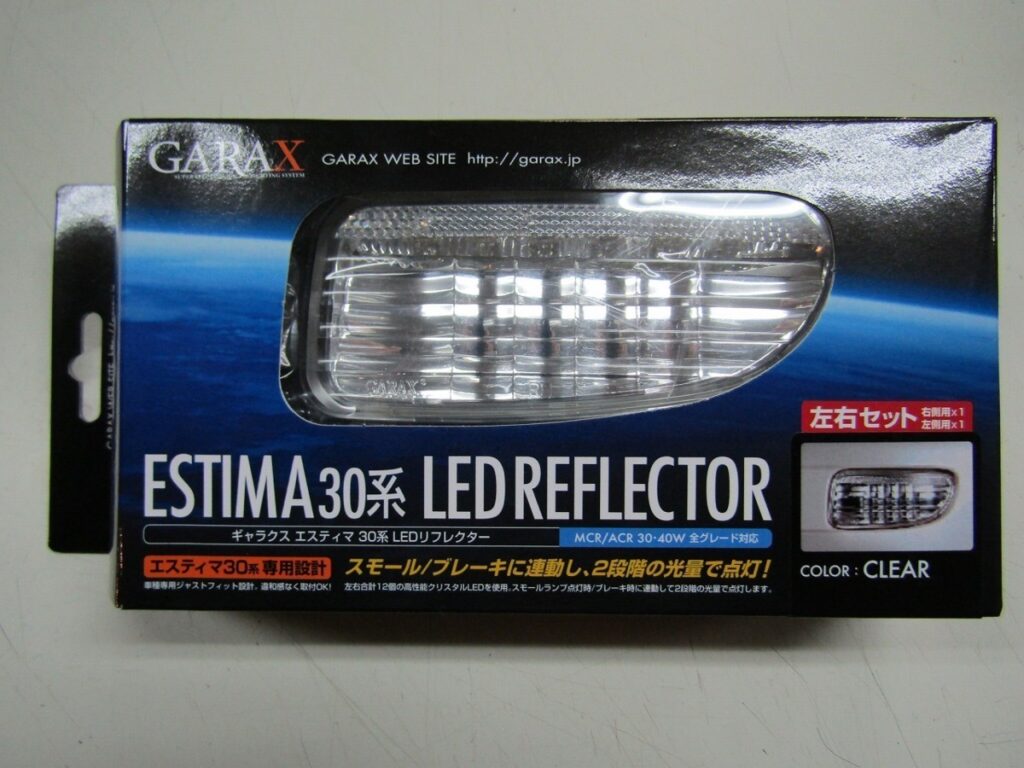 GARAX
GARAX WEB SITE http://garax.jp
GARAX
左右セット 右側用×1 左側用×1
ESTIMA30系 LED REFLECTOR
ギャラクス エスティマ 30系 LEDリフレクター
MCR/ACR 30・40W 全グレード対応
エスティマ30系 専用設計
スモール/ブレーキに連動し、2段階の光量で点灯!
車種専用ジャストフィット設計。違和感なく取付OK!
左右合計12個の高性能クリスタルLEDを使用。スモールランプ点灯時/ブレーキ時に連動して2段階の光量で点灯します。
COLOR : CLEAR
GARAX WEB SITE